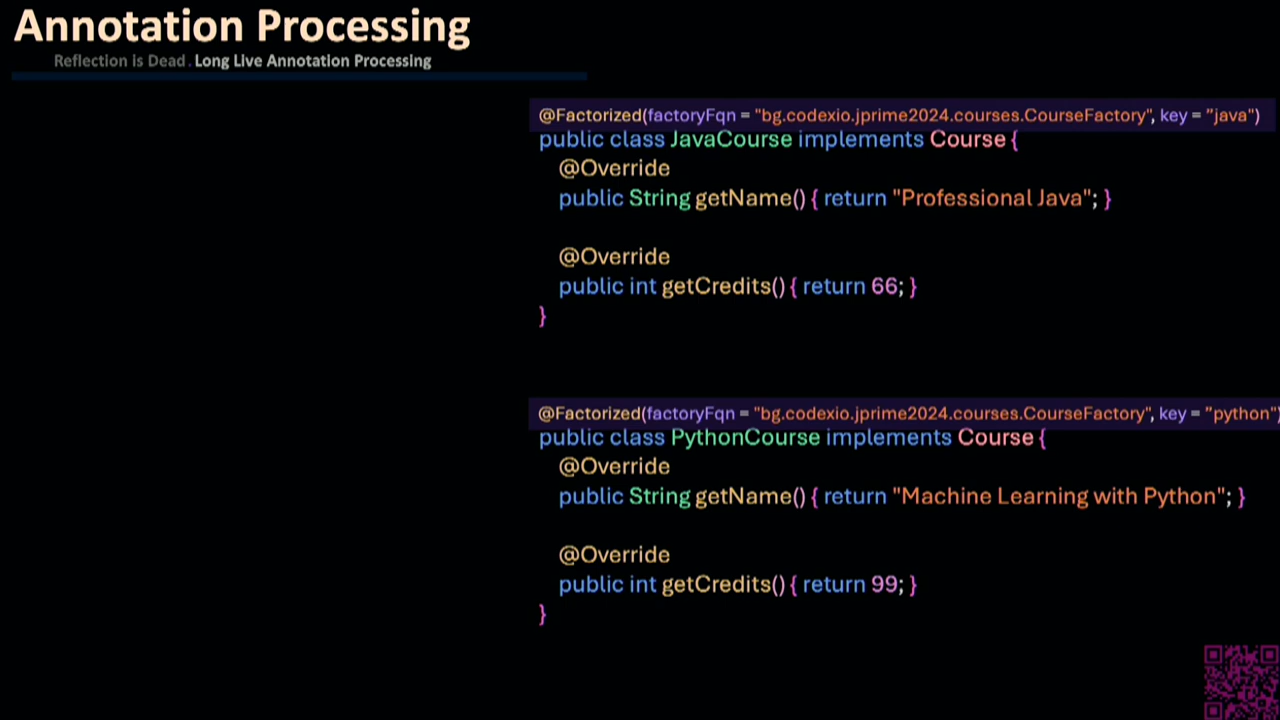 Annotation Processing
Reflection is Dead. Long Live Annotation Processing
@Factorized(factoryFqn = "bg.codexio.jprime2024.courses.CourseFactory", key = "java")
public class JavaCourse implements Course {
@Override
public String getName() { return "Professional Java"; }
@Override
public int getCredits() { return 66; }
}
@Factorized(factoryFqn = "bg.codexio.jprime2024.courses.CourseFactory", key = "python")
public class PythonCourse implements Course {
@Override
public String getName() { return "Machine Learning with Python"; }
@Override
public int getCredits() { return 99; }
}